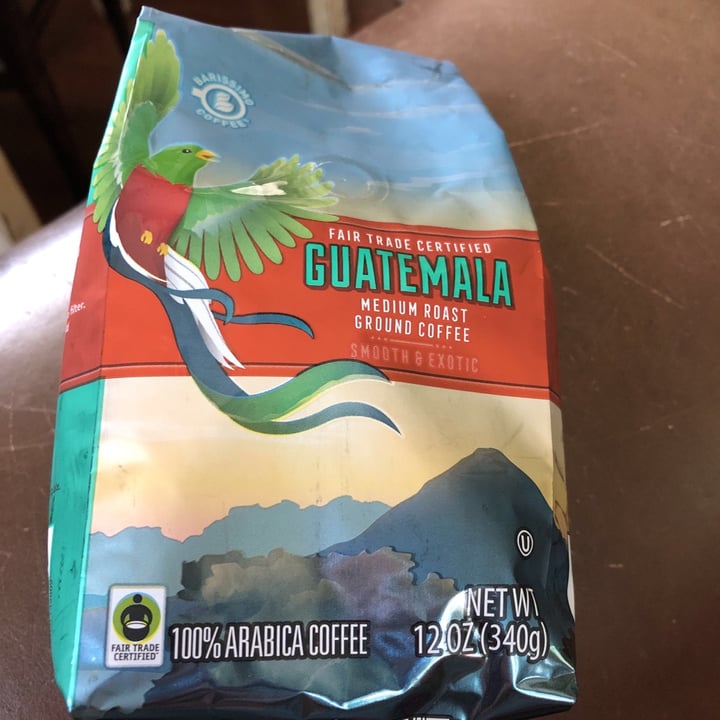 BARISSIMO
COFFEE
FAIR TRADE CERTIFIED
GUATEMALA
MEDIUM ROAST
GROUND COFFEE
SMOOTH & EXOTIC
U
FAIR TRADE
CERTIFIED
100% ARABICA COFFEE
NET WT
12 OZ (340g)